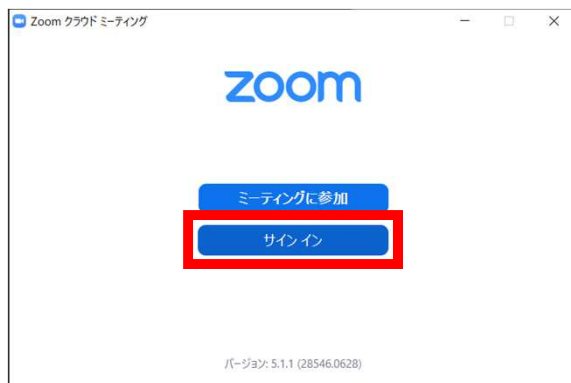 Zoom クラウド ミーティング
zoom
ミーティングに参加
サイン イン
バージョン: 5.1.1 (28546.0628)